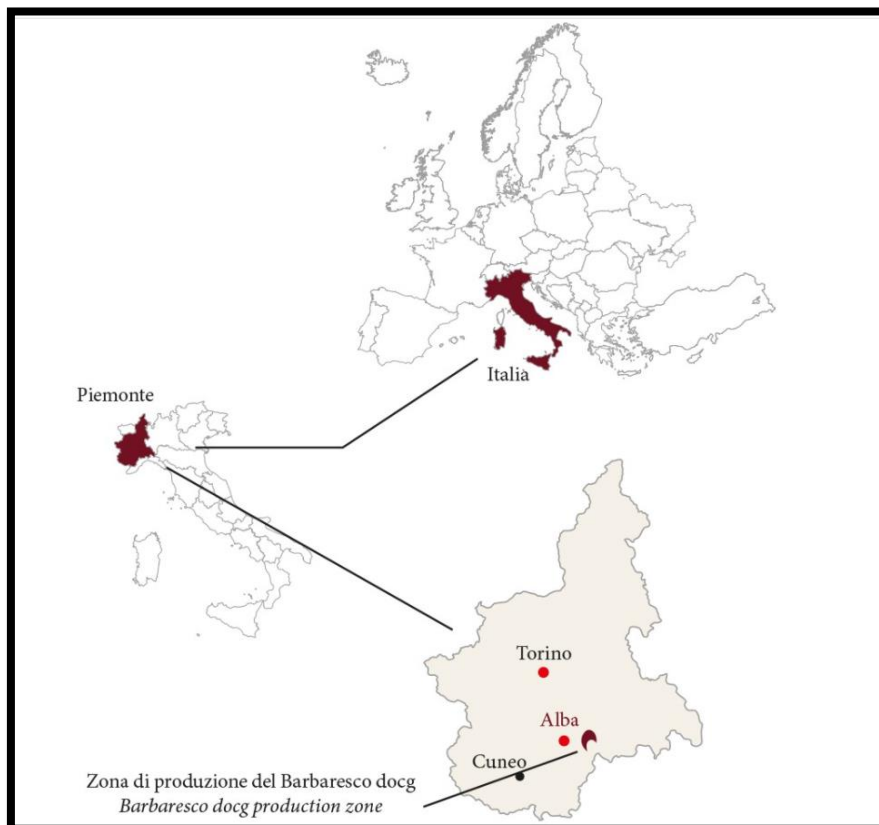 Italia
Piemonte
Torino
Alba
Cuneo
Zona di produzione del Barbaresco docg
Barbaresco docg production zone